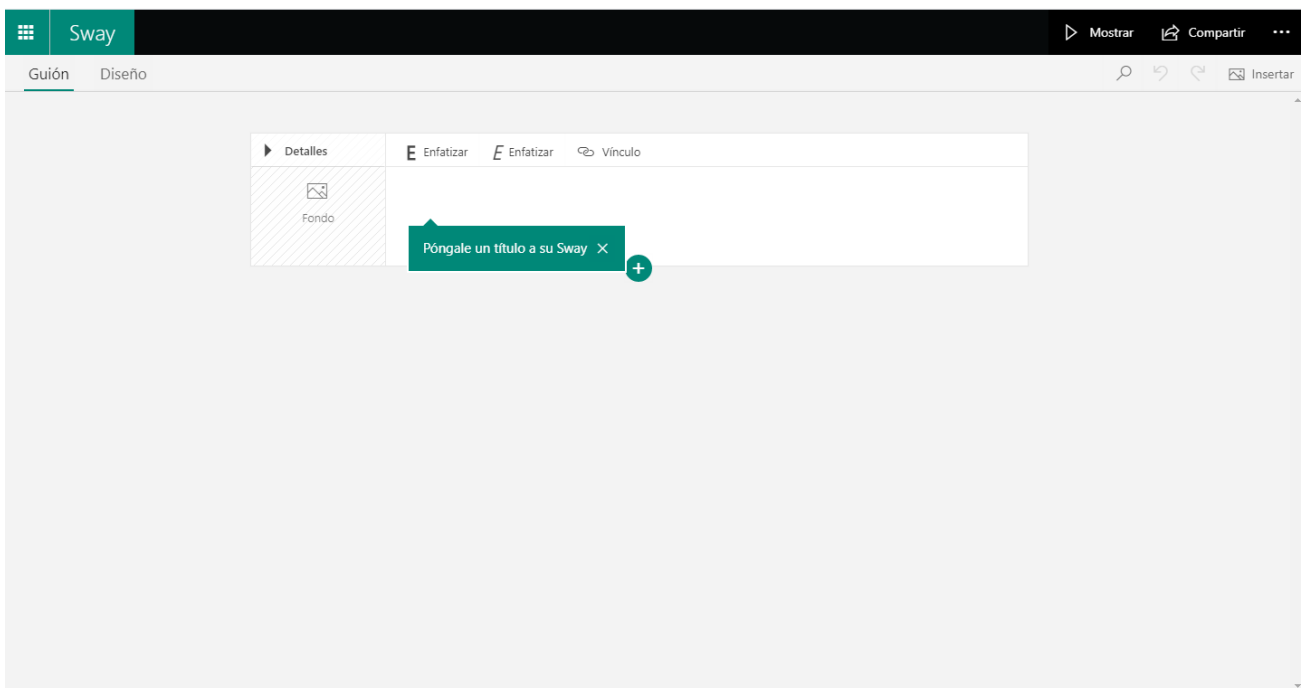 Sway
Mostrar
Compartir
Guión
Diseño
Insertar
Detalles
E Enfatizar
E Enfatizar
Vínculo
Fondo
Póngale un título a su Sway